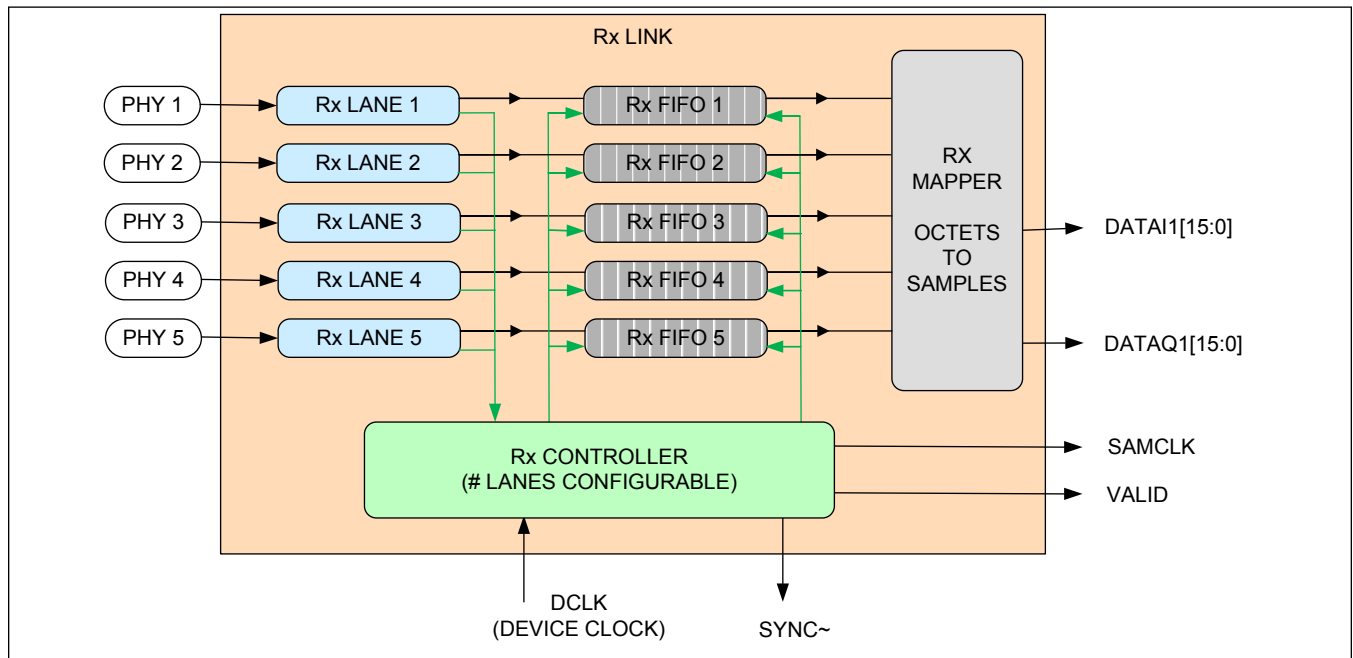 Rx LINK
PHY 1
Rx LANE 1
Rx FIFO 1
PHY 2
Rx LANE 2
Rx FIFO 2
PHY 3
Rx LANE 3
Rx FIFO 3
PHY 4
Rx LANE 4
Rx FIFO 4
PHY 5
Rx LANE 5
Rx FIFO 5
RX
MAPPER
OCTETS
TO
SAMPLES
DATAI1[15:0]
DATAQ1[15:0]
Rx CONTROLLER
(# LANES CONFIGURABLE)
SAMCLK
VALID
DCLK
(DEVICE CLOCK)
SYNC~